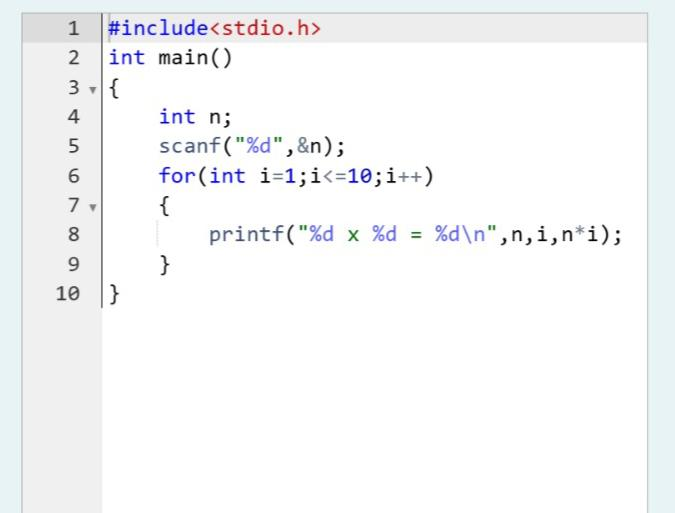 1 #include<stdio.h>
2 int main()
3 {
4     int n;
5     scanf("%d",&n);
6     for(int i=1;i<=10;i++)
7     {
8         printf("%d x %d = %d\n",n,i,n*i);
9     }
10 }